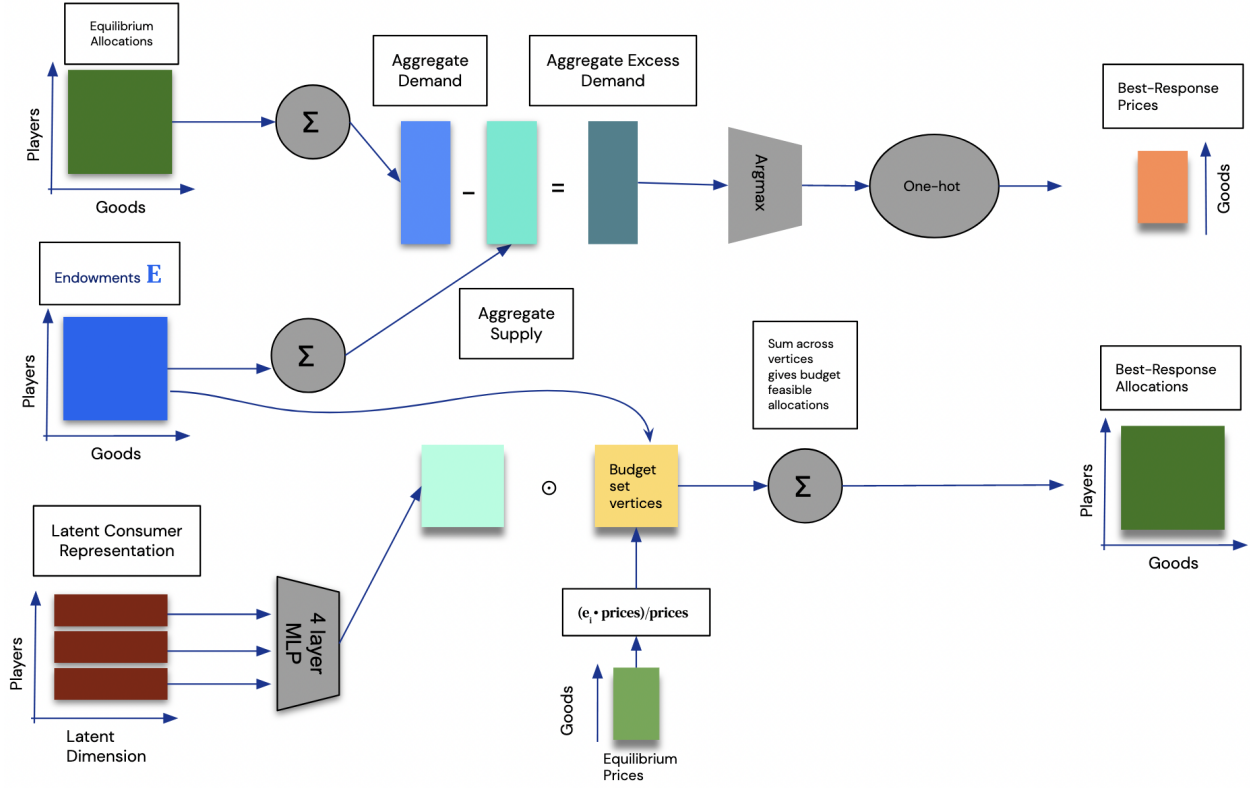 Equilibrium
Allocations
Players
Goods
Σ
Aggregate
Demand
-
=
Aggregate Excess
Demand
Argmax
One-hot
Best-Response
Prices
Goods
Endowments E
Players
Goods
Σ
Aggregate
Supply
Sum across
vertices
gives budget
feasible
allocations
Best-Response
Allocations
Players
Goods
⊙
Budget
set
vertices
Σ
Latent Consumer
Representation
Players
Latent
Dimension
4 layer
MLP
(eᵢ • prices)/prices
Goods
Equilibrium
Prices